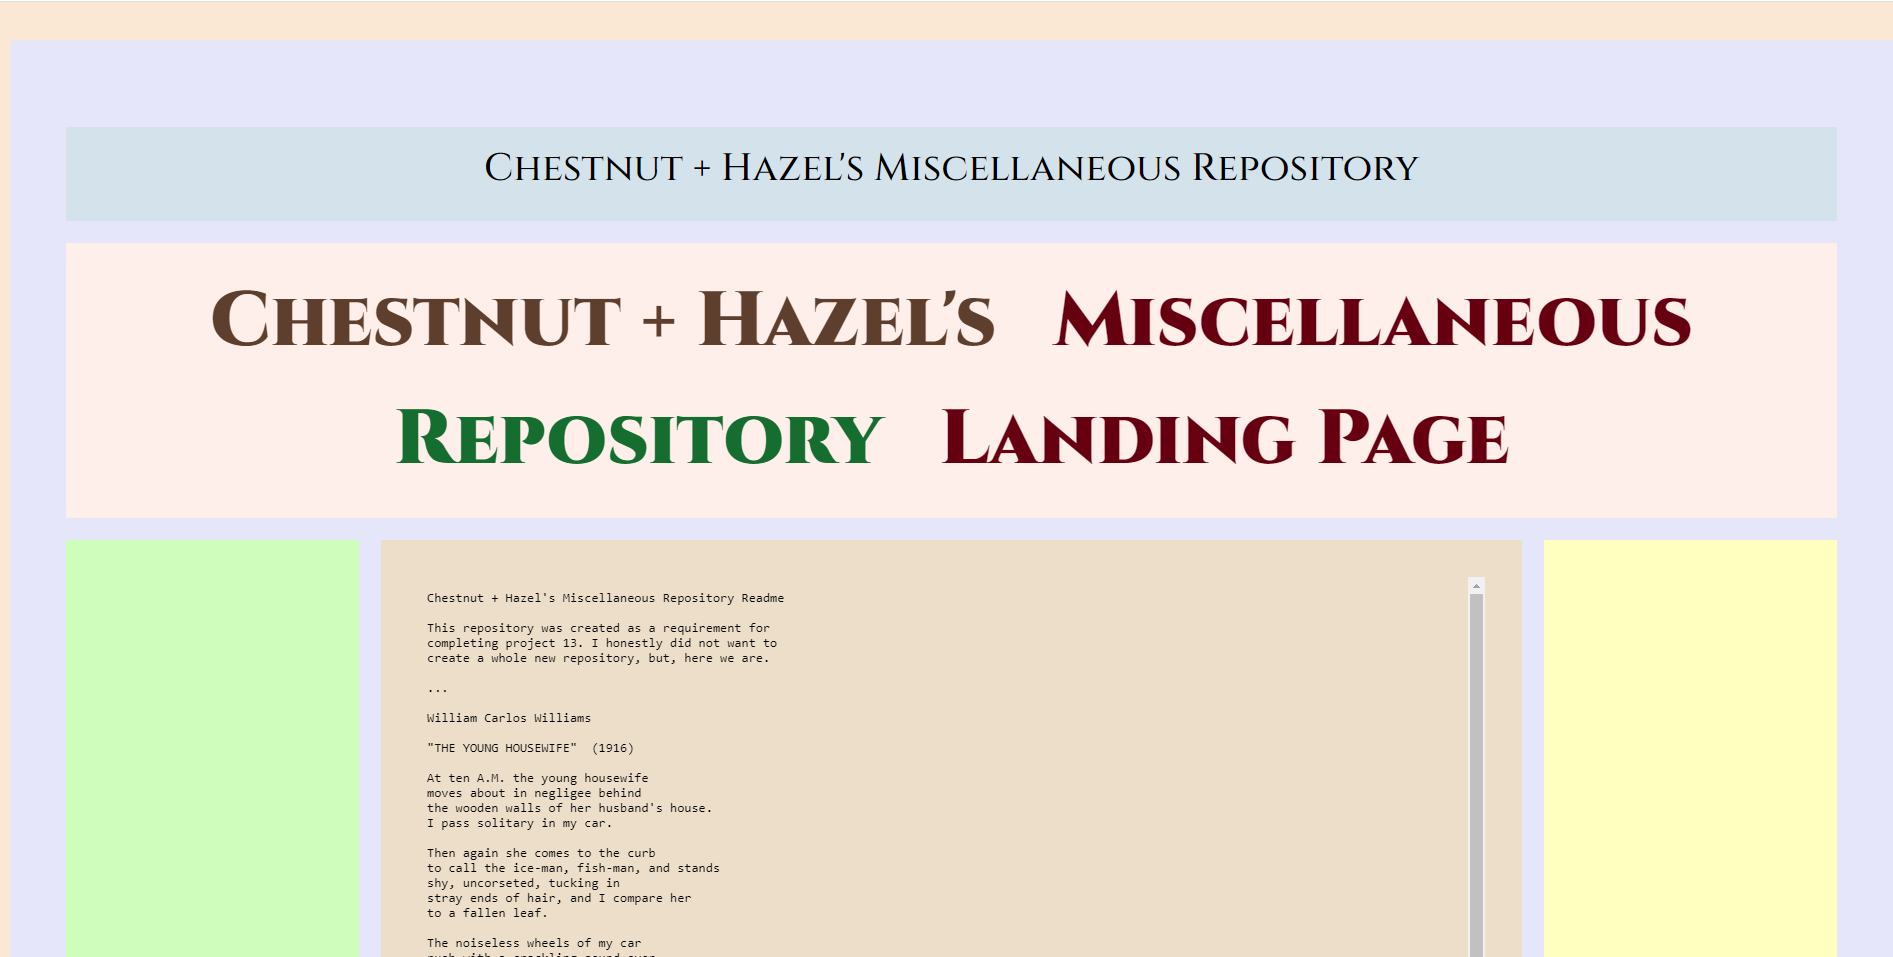 Chestnut + Hazel's Miscellaneous Repository
Chestnut + Hazel's Miscellaneous
Repository Landing Page
Chestnut + Hazel's Miscellaneous Repository Readme
This repository was created as a requirement for
completing project 13. I honestly did not want to
create a whole new repository, but, here we are.
...
William Carlos Williams
"THE YOUNG HOUSEWIFE" (1916)
At ten A.M. the young housewife
moves about in negligee behind
the wooden walls of her husband's house.
I pass solitary in my car.
Then again she comes to the curb
to call the ice-man, fish-man, and stands
shy, uncorseted, tucking in
stray ends of hair, and I compare her
to a fallen leaf.
The noiseless wheels of my car